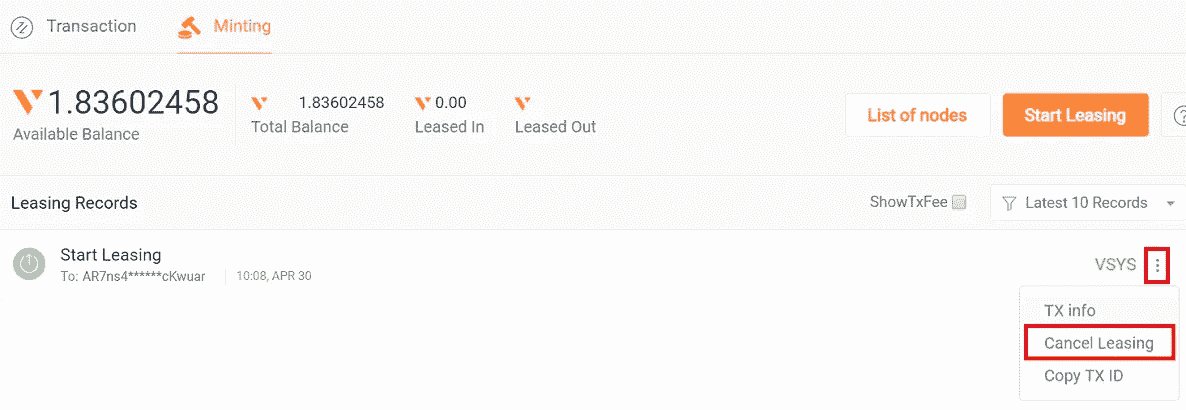 Transaction
Minting
1.83602458
Available Balance
1.83602458
Total Balance
0.00
Leased In
Leased Out
List of nodes
Start Leasing
?
Leasing Records
ShowTxFee
Latest 10 Records
Start Leasing
To: AR7ns4******cKwuar
10:08, APR 30
VSYS
TX info
Cancel Leasing
Copy TX ID